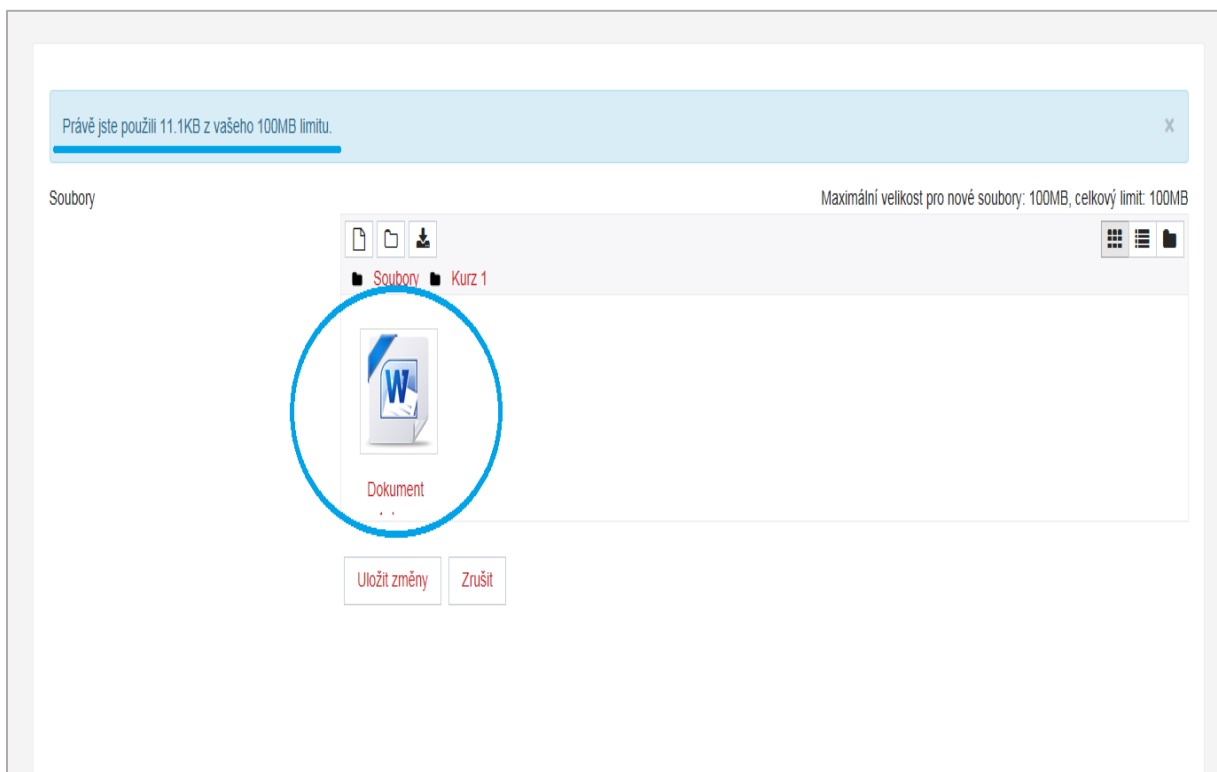 Právě jste použili 11.1KB z vašeho 100MB limitu.
x
Soubory
Maximální velikost pro nové soubory: 100MB, celkový limit: 100MB
Soubory Kurz 1
W
Dokument
Uložit změny Zrušit